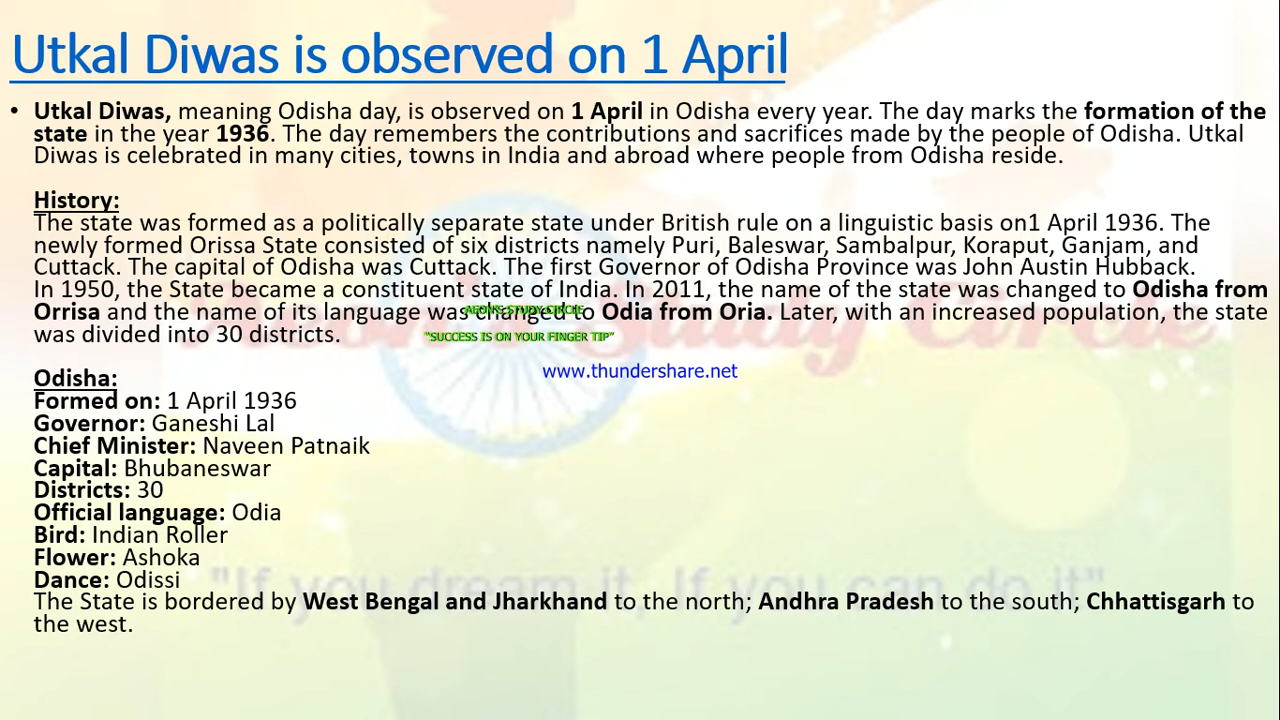 Utkal Diwas is observed on 1 April
• Utkal Diwas, meaning Odisha day, is observed on 1 April in Odisha every year. The day marks the formation of the
state in the year 1936. The day remembers the contributions and sacrifices made by the people of Odisha. Utkal
Diwas is celebrated in many cities, towns in India and abroad where people from Odisha reside.
History:
The state was formed as a politically separate state under British rule on a linguistic basis on1 April 1936. The
newly formed Orissa State consisted of six districts namely Puri, Baleswar, Sambalpur, Koraput, Ganjam, and
Cuttack. The capital of Odisha was Cuttack. The first Governor of Odisha Province was John Austin Hubback.
In 1950, the State became a constituent state of India. In 2011, the name of the state was changed to Odisha from
Orrisa and the name of its language was changed to Odia from Oria. Later, with an increased population, the state
was divided into 30 districts.
"SUCCESS IS ON YOUR FINGER TIP"
www.thundershare.net
Odisha:
Formed on: 1 April 1936
Governor: Ganeshi Lal
Chief Minister: Naveen Patnaik
Capital: Bhubaneswar
Districts: 30
Official language: Odia
Bird: Indian Roller
Flower: Ashoka
Dance: Odissi
"If you dream it, If you can do it"
The State is bordered by West Bengal and Jharkhand to the north; Andhra Pradesh to the south; Chhattisgarh to
the west.